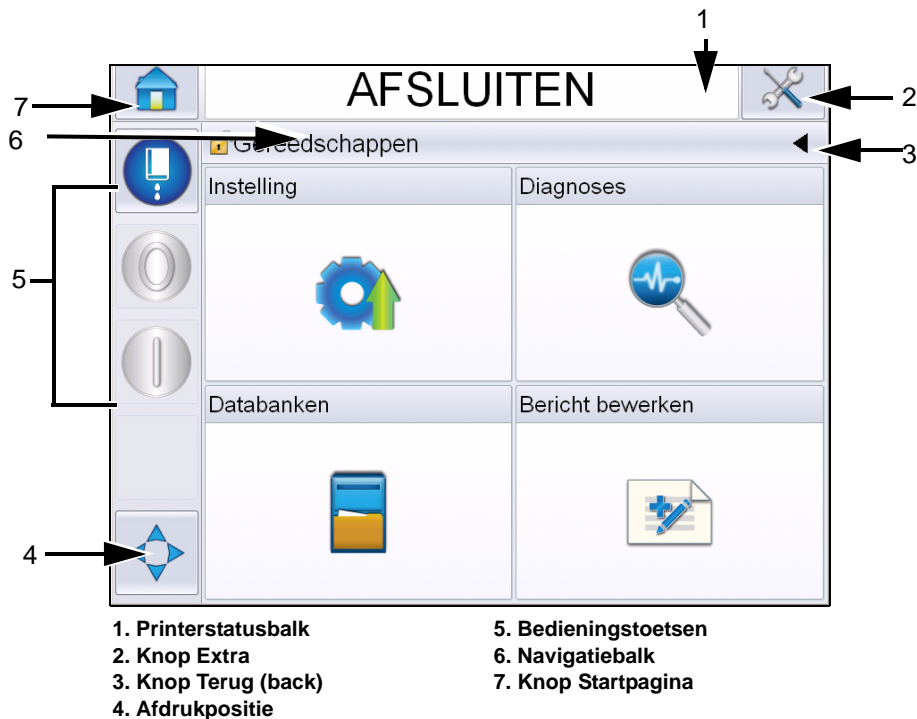 1
AFSLUITEN
7
2
6
Gereedschappen
3
Instelling
Diagnoses
5
Databanken
Bericht bewerken
4
1. Printerstatusbalk
2. Knop Extra
3. Knop Terug (back)
4. Afdrukpositie
5. Bedieningstoetsen
6. Navigatiebalk
7. Knop Startpagina